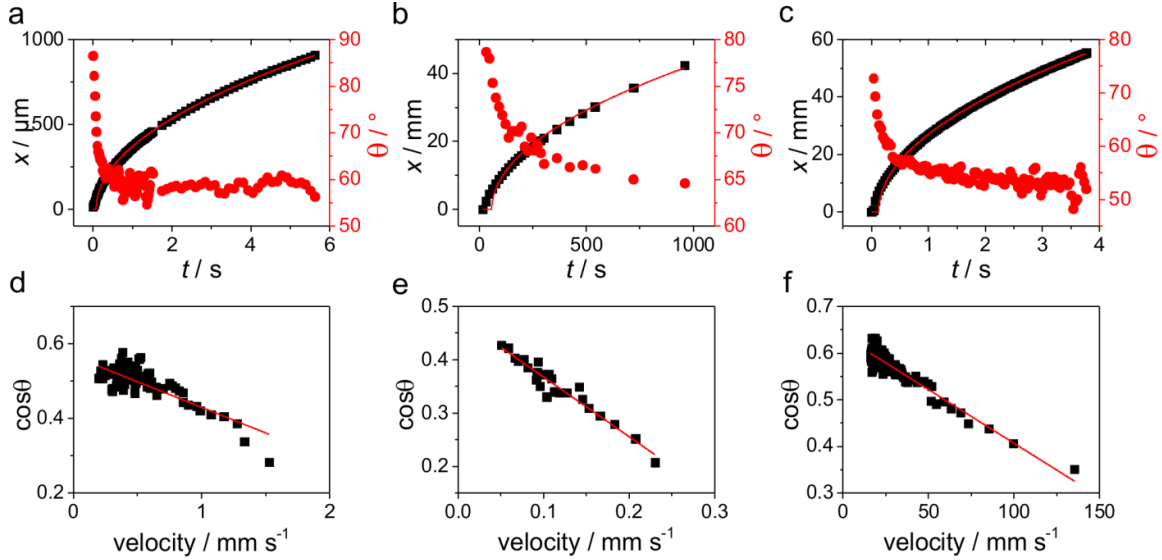 a
b
c
1000
500
0
x / µm
0 2 4 6
t / s
90
80
70
60
50
θ / °
40
20
0
x / mm
0 500 1000
t / s
80
75
70
65
60
θ / °
60
40
20
0
x / mm
0 1 2 3 4
t / s
80
70
60
50
θ / °
d
e
f
0.6
0.4
0.2
cosθ
0 1 2
velocity / mm s⁻¹
0.5
0.4
0.3
0.2
0.1
cosθ
0.0 0.1 0.2 0.3
velocity / mm s⁻¹
0.7
0.6
0.5
0.4
0.3
cosθ
0 50 100 150
velocity / mm s⁻¹